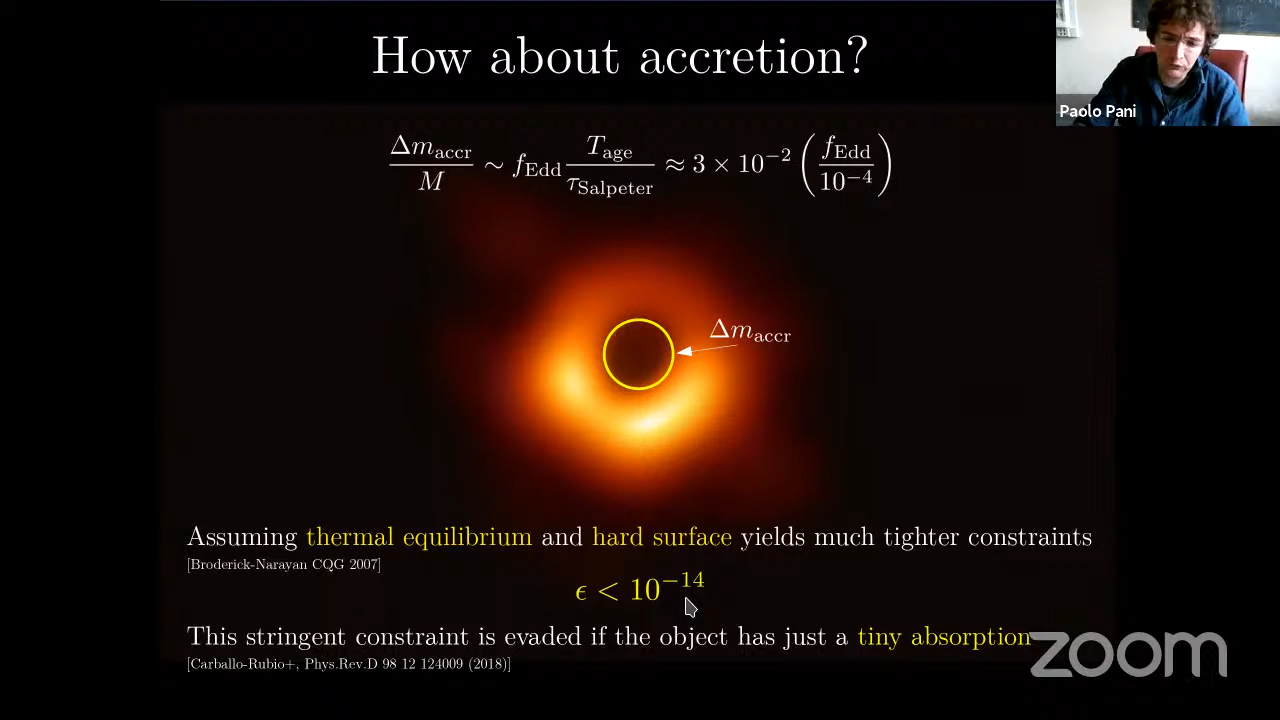 How about accretion?
Paolo Pani
Δm_accr/M ∼ f_Edd T_age/τ_Salpeter ≈ 3 × 10^−2 (f_Edd/10^−4)
Δm_accr
Assuming thermal equilibrium and hard surface yields much tighter constraints
[Broderick-Narayan CQG 2007]
ϵ < 10^−14
This stringent constraint is evaded if the object has just a tiny absorption
[Carballo-Rubio+, Phys.Rev.D 98 12 124009 (2018)]
zoom